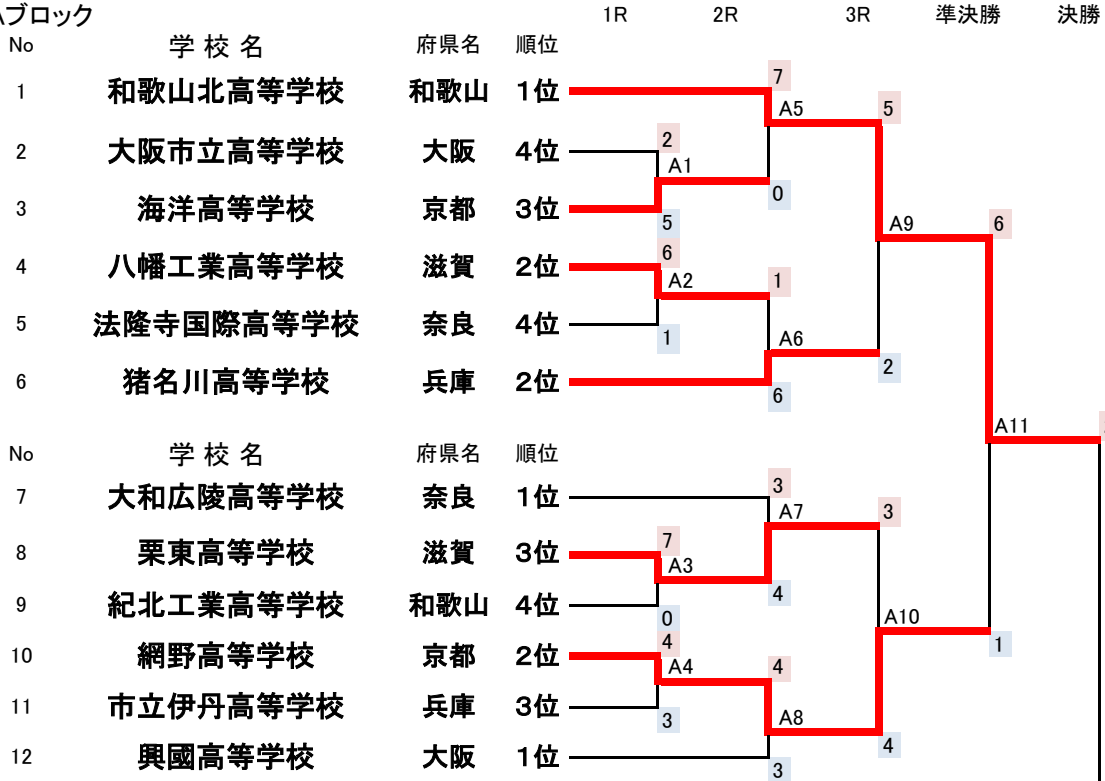 Aブロック 1R 2R 3R 準決勝 決勝
No 学校名 府県名 順位
1 和歌山北高等学校 和歌山 1位 7
A5 5
2 大阪市立高等学校 大阪 4位 2
A1 0
3 海洋高等学校 京都 3位 5
A9 6
4 八幡工業高等学校 滋賀 2位 6
A2 1
5 法隆寺国際高等学校 奈良 4位 1
A6 2
6 猪名川高等学校 兵庫 2位 6
A11
No 学校名 府県名 順位
7 大和広陵高等学校 奈良 1位 3
A7 3
8 栗東高等学校 滋賀 3位 7
A3 4
9 紀北工業高等学校 和歌山 4位 0
A10 1
10 網野高等学校 京都 2位 4
A4 4
11 市立伊丹高等学校 兵庫 3位 3
A8 4
12 興國高等学校 大阪 1位 3